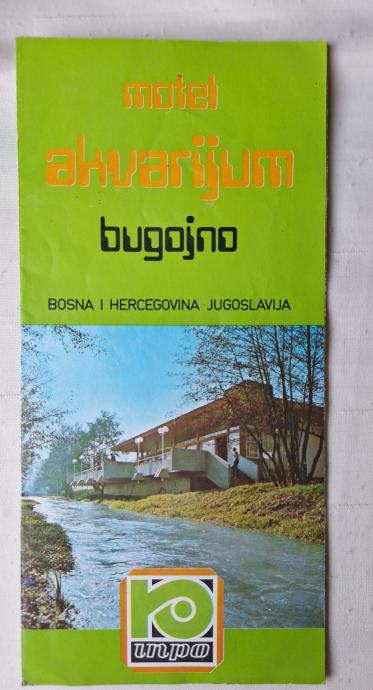 motel
akvarijum
bugojno
BOSNA I HERCEGOVINA · JUGOSLAVIJA
unpo